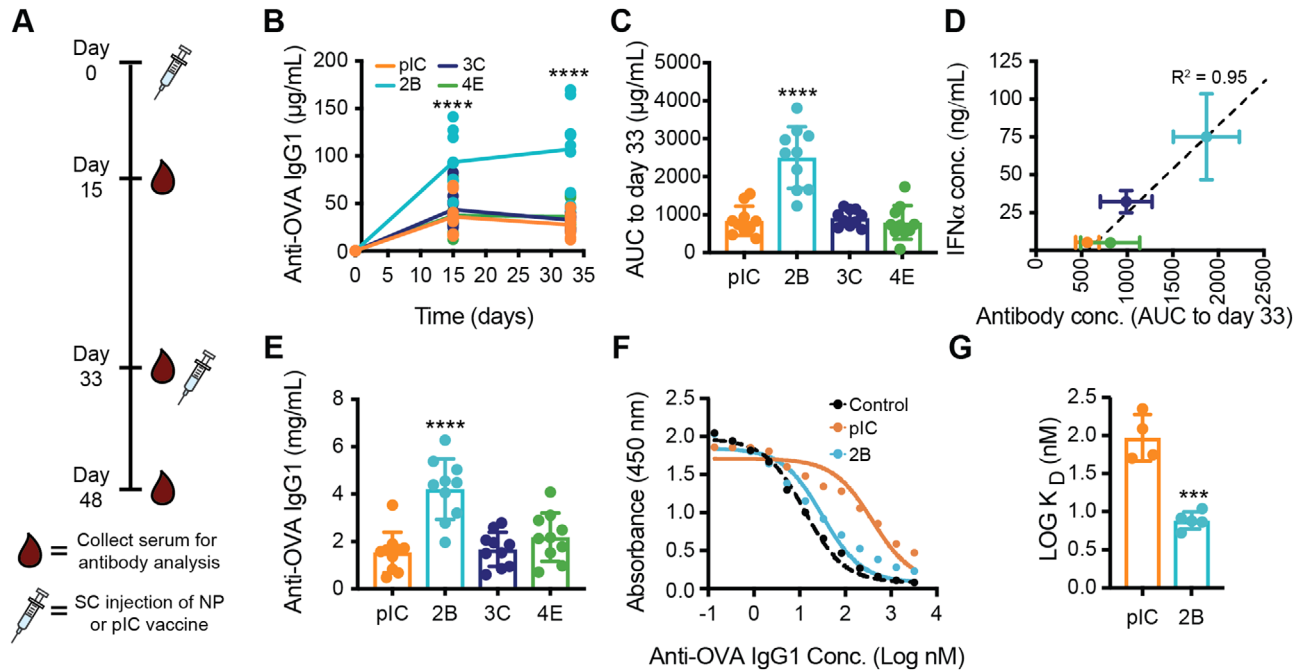 A
Day
0
Day
15
Day
33
Day
48
= Collect serum for
antibody analysis
= SC injection of NP
or pIC vaccine
B
Anti-OVA IgG1 (µg/mL)
200
150
100
50
0
pIC 3C
2B 4E
****
****
0 5 10 15 20 25 30 35
Time (days)
C
AUC to day 33 (µg/mL)
5000
4000
3000
2000
1000
0
****
pIC 2B 3C 4E
D
IFNα conc. (ng/mL)
125
100
75
50
25
R² = 0.95
0 5000 10000 15000 20000 25000
Antibody conc. (AUC to day 33)
E
Anti-OVA IgG1 (mg/mL)
8
6
4
2
0
****
pIC 2B 3C 4E
F
Absorbance (450 nm)
2.5
2.0
1.5
1.0
0.5
0.0
Control
pIC
2B
-1 0 1 2 3 4
Anti-OVA IgG1 Conc. (Log nM)
G
LOG K D (nM)
2.5
2.0
1.5
1.0
0.5
0.0
***
pIC 2B